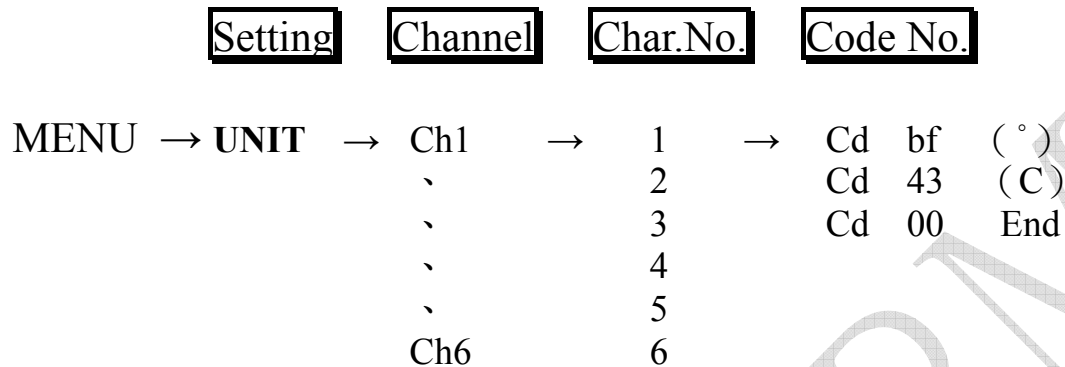 Setting Channel Char.No. Code No.
MENU → UNIT → Ch1 → 1 → Cd bf (°)
、 2 Cd 43 (C)
、 3 Cd 00 End
、 4
、 5
Ch6 6